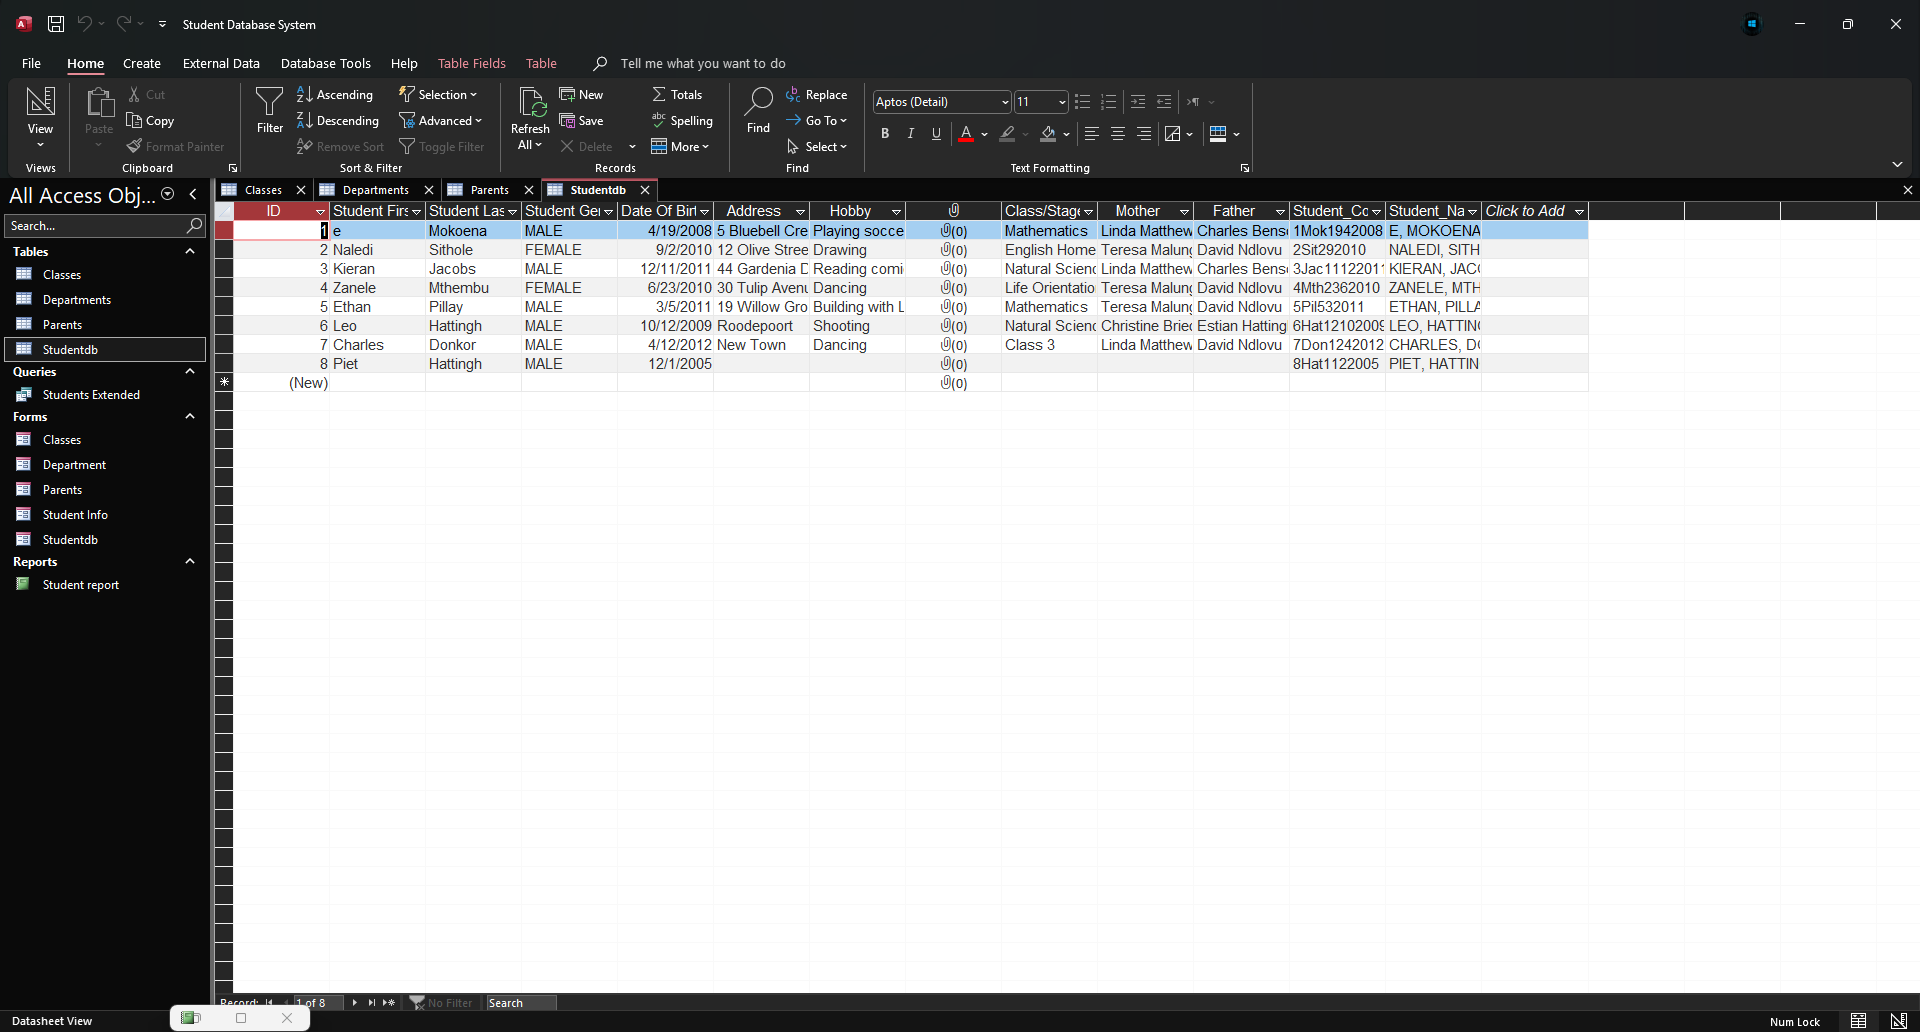 Student Database System
File Home Create External Data Database Tools Help Table Fields Table Tell me what you want to do
View
Views
Paste
Cut
Copy
Format Painter
Clipboard
Filter
Ascending
Descending
Remove Sort
Selection
Advanced
Toggle Filter
Sort & Filter
Refresh
All
New
Save
Delete
Totals
Spelling
More
Records
Find
Replace
Go To
Select
Find
Aptos (Detail) 11
B I U A
Text Formatting
All Access Obj...
Search...
Tables
Classes
Departments
Parents
Studentdb
Queries
Students Extended
Forms
Classes
Department
Parents
Student Info
Studentdb
Reports
Student report
Classes Departments Parents Studentdb
ID Student Firs Student Las Student Ge Date Of Birt Address Hobby Class/Stage Mother Father Student_Co Student_Na Click to Add
1 e Mokoena MALE 4/19/2008 5 Bluebell Cre Playing socce (0) Mathematics Linda Matthew Charles Bens 1Mok1942008 E, MOKOENA
2 Naledi Sithole FEMALE 9/2/2010 12 Olive Stree Drawing (0) English Home Teresa Malung David Ndlovu 2Sit292010 NALEDI, SITH
3 Kieran Jacobs MALE 12/11/2011 44 Gardenia D Reading comi (0) Natural Scienc Linda Matthew Charles Bens 3Jac1112201 KIERAN, JAC
4 Zanele Mthembu FEMALE 6/23/2010 30 Tulip Avenu Dancing (0) Life Orientatio Teresa Malung David Ndlovu 4Mth2362010 ZANELE, MTH
5 Ethan Pillay MALE 3/5/2011 19 Willow Gro Building with L (0) Mathematics Teresa Malung David Ndlovu 5Pil532011 ETHAN, PILLA
6 Leo Hattingh MALE 10/12/2009 Roodepoort Shooting (0) Natural Scienc Christine Brie Estian Hatting 6Hat12102009 LEO, HATTING
7 Charles Donkor MALE 4/12/2012 New Town Dancing (0) Class 3 Linda Matthew David Ndlovu 7Don1242012 CHARLES, D
8 Piet Hattingh MALE 12/1/2005 (0) 8Hat1122005 PIET, HATTIN
(New) (0)
Record: 1 of 8 No Filter Search
Datasheet View Num Lock